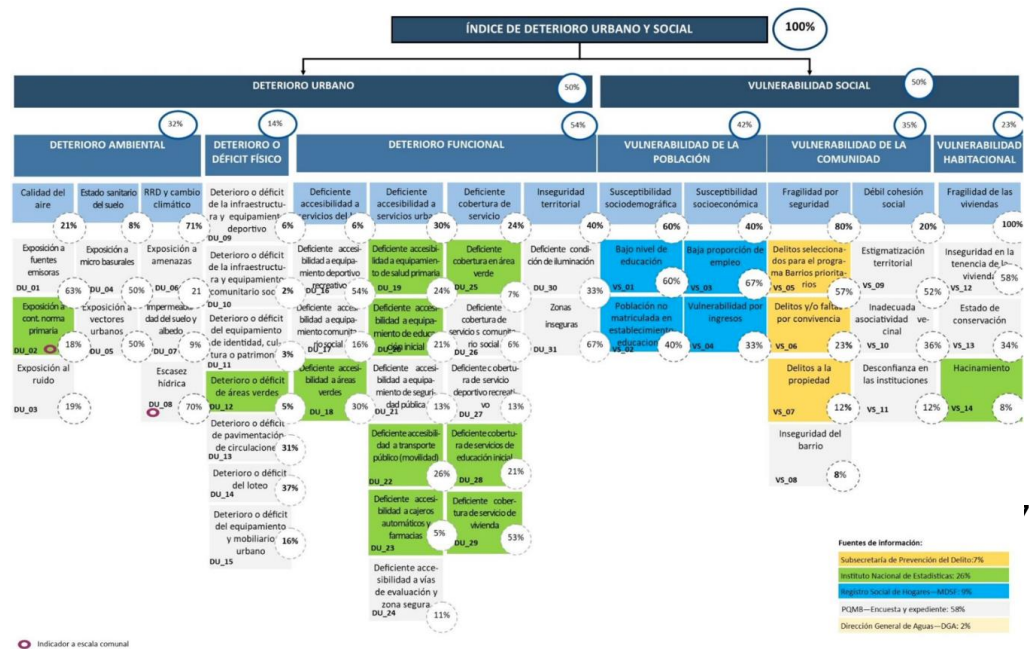 ÍNDICE DE DETERIORO URBANO Y SOCIAL
100%
DETERIORO URBANO
50%
VULNERABILIDAD SOCIAL
50%
32%
DETERIORO AMBIENTAL
14%
DETERIORO O
DÉFICIT FÍSICO
54%
DETERIORO FUNCIONAL
42%
VULNERABILIDAD DE LA
POBLACIÓN
35%
VULNERABILIDAD DE LA
COMUNIDAD
23%
VULNERABILIDAD
HABITACIONAL
Calidad del
aire
21%
Exposición a
fuentes
emisoras
DU_01
63%
Exposición a
cont. norma
primaria
DU_02
18%
Exposición al
ruido
DU_03
19%
Estado sanitario
del suelo
8%
Exposición a
micro basurales
DU_04
50%
Exposición a
vectores
urbanos
DU_05
50%
RRD y cambio
climático
71%
Exposición a
amenazas
DU_06
21
Impermeabili-
dad del suelo y
albedo
DU_07
9%
Escasez
hídrica
DU_08
70%
Deterioro o déficit
de la infraestructu-
ra y equipamiento
deportivo
DU_09
6%
Deterioro o déficit
de la infraestructu-
ra y equipamiento
comunitario social
DU_10
2%
Deterioro o déficit
del equipamiento
de identidad, cul-
tura o patrimonio
DU_11
3%
Deterioro o déficit
de áreas verdes
DU_12
5%
Deterioro o déficit
de pavimentación
de circulaciones
DU_13
31%
Deterioro o déficit
del loteo
DU_14
37%
Deterioro o déficit
del equipamiento
y mobiliario
urbano
DU_15
16%
Deficiente
accesibilidad a
servicios del
6%
Deficiente accesi-
bilidad a equipa-
miento deportivo
recreativo
DU_16
54%
Deficiente accesi-
bilidad a equipa-
miento comunita-
rio social
DU_17
16%
Deficiente acce-
sibilidad a áreas
verdes
DU_18
30%
Deficiente
accesibilidad a
servicios urba
30%
Deficiente accesibi-
lidad a equipamien-
to de salud primaria
DU_19
24%
Deficiente acce-
sibilidad a equipa-
miento de educa-
ción inicial
21%
Deficiente acce-
sibilidad a equipa-
miento de seguri-
dad pública
DU_21
13%
Deficiente accesibili-
dad a transporte
público (movilidad)
DU_22
26%
Deficiente accesi-
bilidad a cajeros
automáticos y
farmacias
DU_23
5%
Deficiente acce-
sibilidad a vías
de evaluación y
zona segura
DU_24
11%
Deficiente
cobertura de
servicio
24%
Deficiente
cobertura en área
verde
DU_25
7%
Deficiente
cobertura de
servicio s comunita-
rio social
DU_26
6%
Deficiente cobertu-
ra de servicio
deportivo recreati-
vo
DU_27
13%
Deficiente cobertu-
ra de servicios de
educación inicial
DU_28
21%
Deficiente cober-
tura de servicio de
vivienda
DU_29
53%
Inseguridad
territorial
40%
Deficiente condi-
ción de iluminación
DU_30
33%
Zonas
inseguras
DU_31
67%
Susceptibilidad
sociodemográfica
60%
Bajo nivel de
educación
VS_01
60%
Población no
matriculada en
establecimiento
educacional
VS_02
40%
Susceptibilidad
socioeconómica
40%
Baja proporción de
empleo
VS_03
67%
Vulnerabilidad por
ingresos
VS_04
33%
Fragilidad por
seguridad
80%
Delitos selecciona-
dos para el progra-
ma Barrios priorita-
rios
VS_05
57%
Delitos y/o faltas
por convivencia
VS_06
23%
Delitos a la
propiedad
VS_07
12%
Inseguridad del
barrio
VS_08
8%
Débil cohesión
social
20%
Estigmatización
territorial
VS_09
52%
Inadecuada
asociatividad ve-
cinal
VS_10
36%
Desconfianza en
las instituciones
VS_11
12%
Fragilidad de las
viviendas
100%
Inseguridad en la
tenencia de la
vivienda
VS_12
58%
Estado de
conservación
VS_13
34%
Hacinamiento
VS_14
8%
Fuentes de información:
Subsecretaría de Prevención del Delito:7%
Instituto Nacional de Estadísticas: 26%
Registro Social de Hogares—MDSF: 9%
PQMB—Encuesta y expediente: 58%
Dirección General de Aguas—DGA: 2%
Indicador a escala comunal